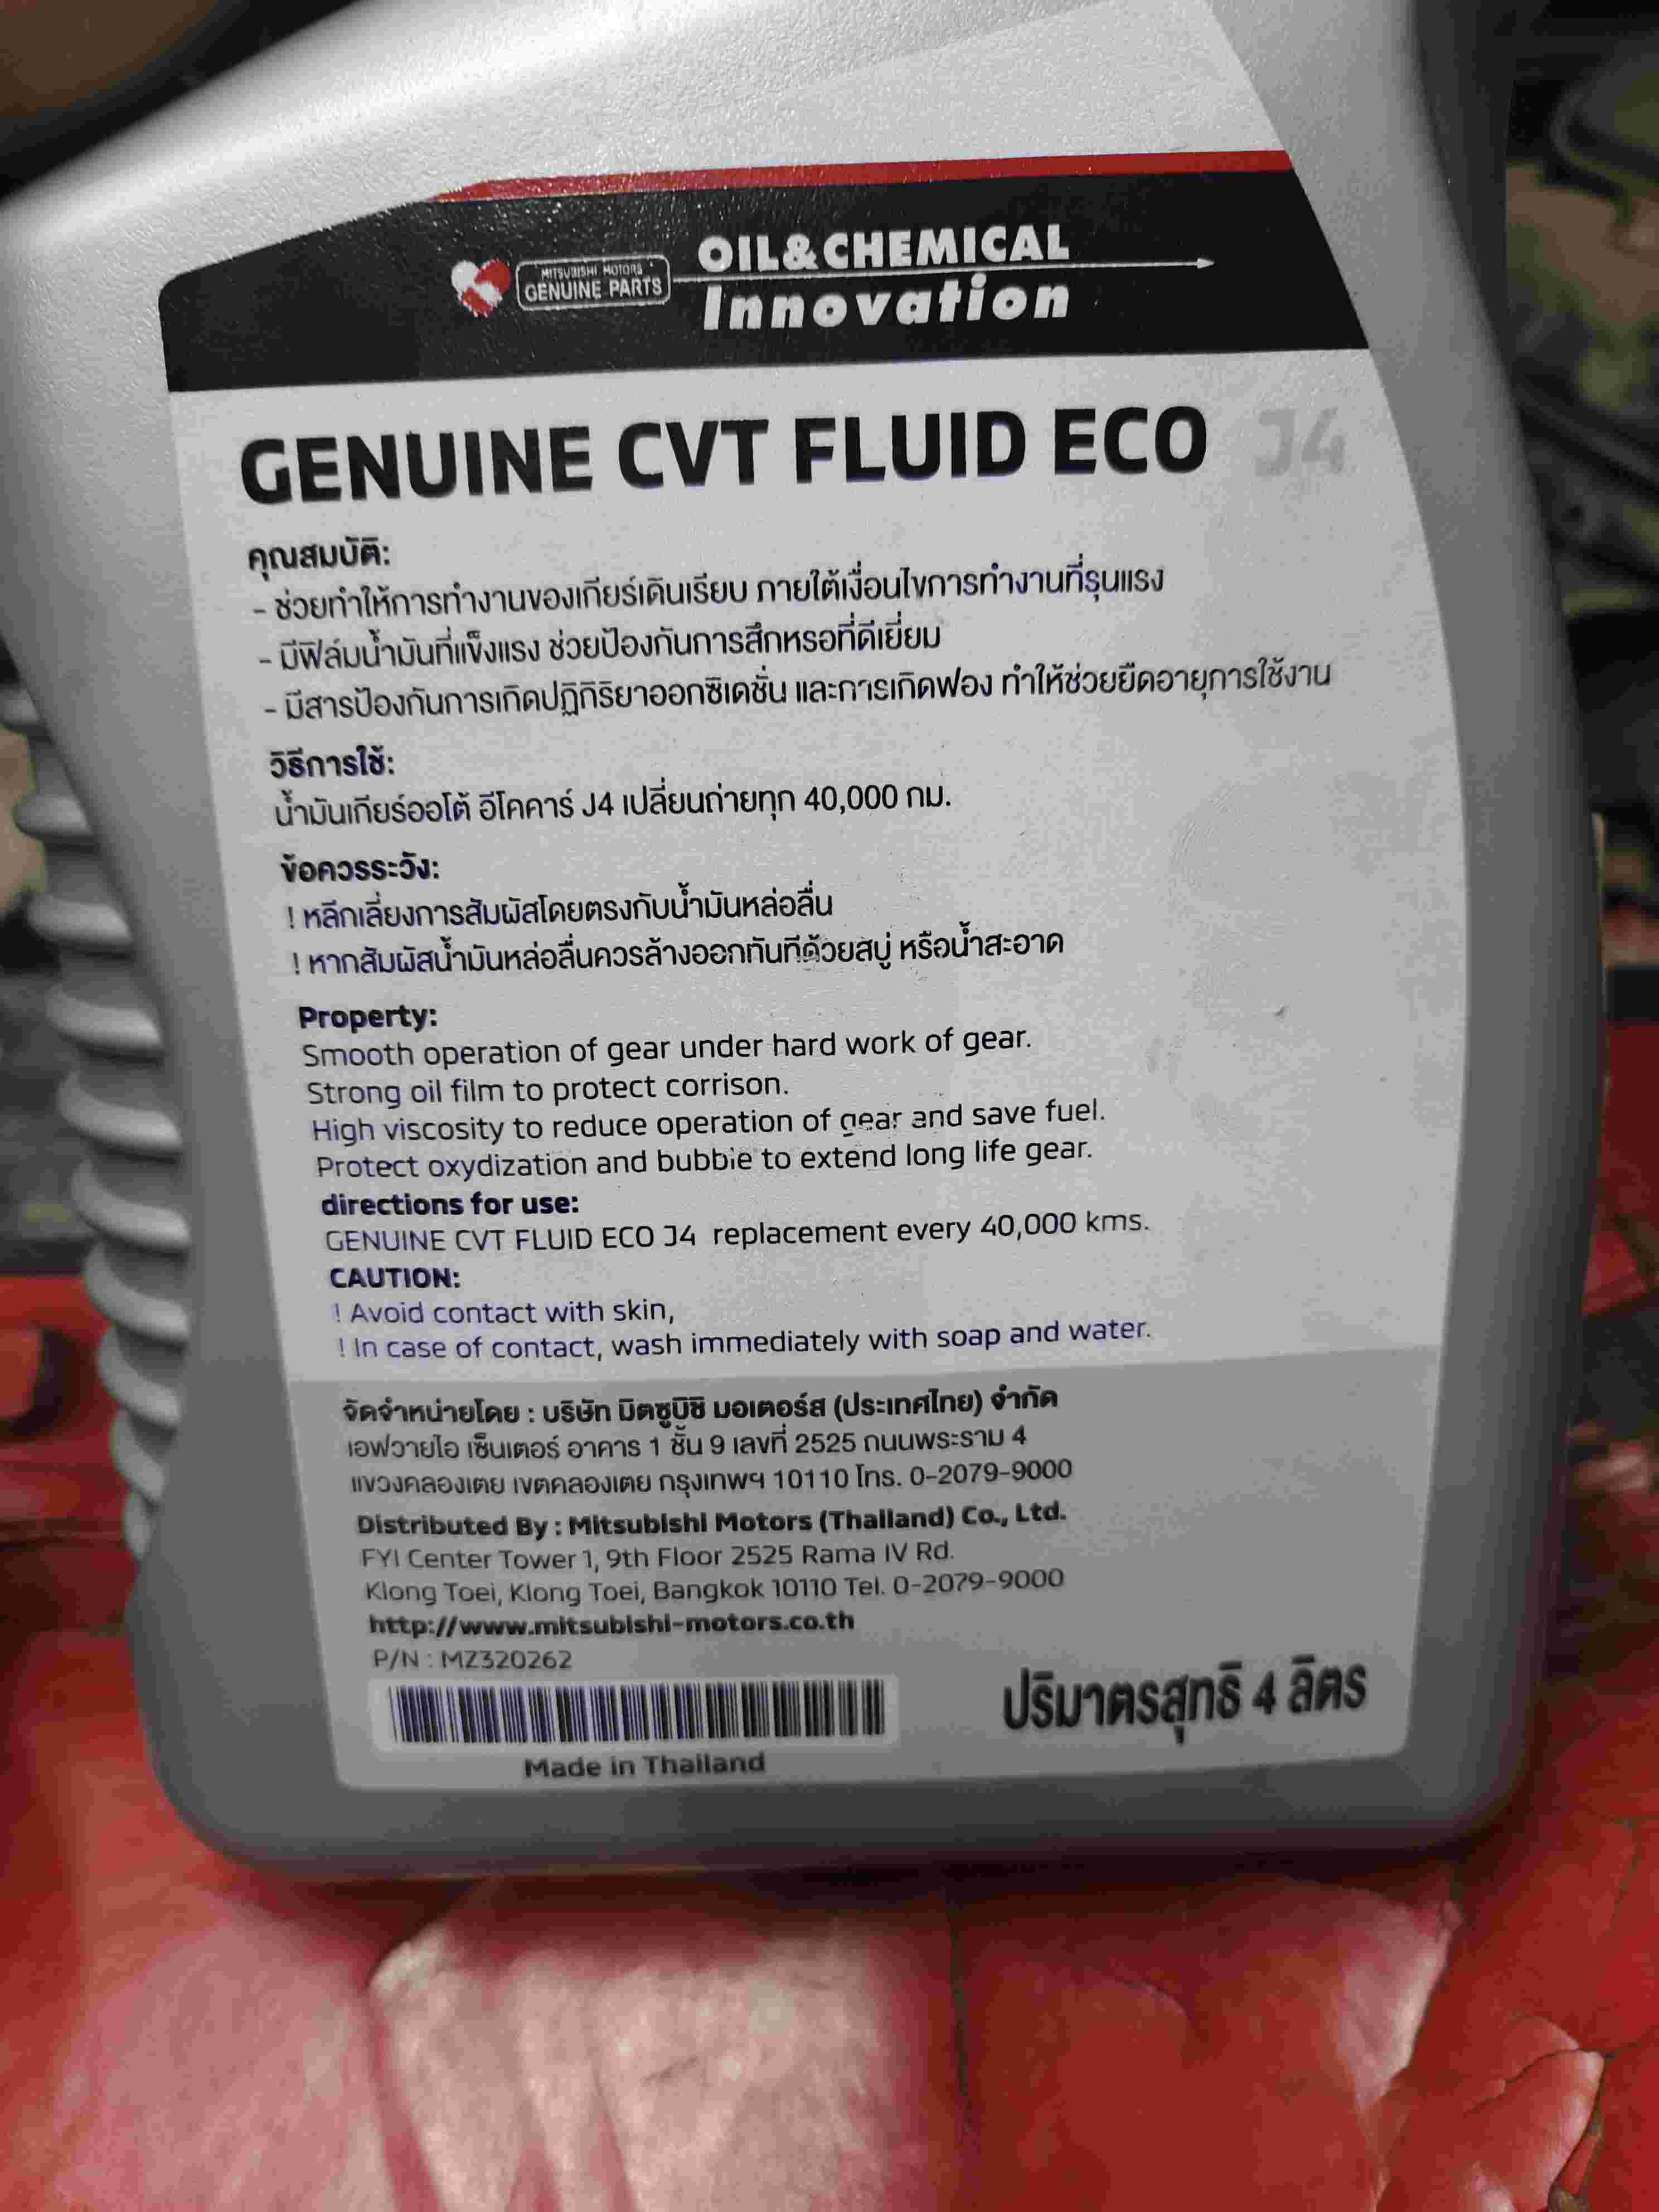 MITSUBISHI MOTORS
GENUINE PARTS
OIL&CHEMICAL
Innovation
GENUINE CVT FLUID ECO J4
คุณสมบัติ:
- ช่วยทำให้การทำงานของเกียร์เดินเรียบ ภายใต้เงื่อนไขการทำงานที่รุนแรง
- มีฟิล์มน้ำมันที่แข็งแรง ช่วยป้องกันการสึกหรอที่ดีเยี่ยม
- มีสารป้องกันการเกิดปฏิกิริยาออกซิเดชั่น และการเกิดฟอง ทำให้ช่วยยืดอายุการใช้งาน
วิธีการใช้:
น้ำมันเกียร์ออโต้ อีโคคาร์ J4 เปลี่ยนถ่ายทุก 40,000 กม.
ข้อควรระวัง:
! หลีกเลี่ยงการสัมผัสโดยตรงกับน้ำมันหล่อลื่น
! หากสัมผัสน้ำมันหล่อลื่นควรล้างออกทันทีด้วยสบู่ หรือน้ำสะอาด
Property:
Smooth operation of gear under hard work of gear.
Strong oil film to protect corrison.
High viscosity to reduce operation of gear and save fuel.
Protect oxydization and bubble to extend long life gear.
directions for use:
GENUINE CVT FLUID ECO J4 replacement every 40,000 kms.
CAUTION:
! Avoid contact with skin,
! In case of contact, wash immediately with soap and water.
จัดจำหน่ายโดย : บริษัท มิตซูบิชิ มอเตอร์ส (ประเทศไทย) จำกัด
เอฟวายไอ เซ็นเตอร์ อาคาร 1 ชั้น 9 เลขที่ 2525 ถนนพระราม 4
แขวงคลองเตย เขตคลองเตย กรุงเทพฯ 10110 โทร. 0-2079-9000
Distributed By : Mitsubishi Motors (Thailand) Co., Ltd.
FYI Center Tower 1, 9th Floor 2525 Rama IV Rd.
Klong Toei, Klong Toei, Bangkok 10110 Tel. 0-2079-9000
http://www.mitsubishi-motors.co.th
P/N : MZ320262
ปริมาตรสุทธิ 4 ลิตร
Made in Thailand